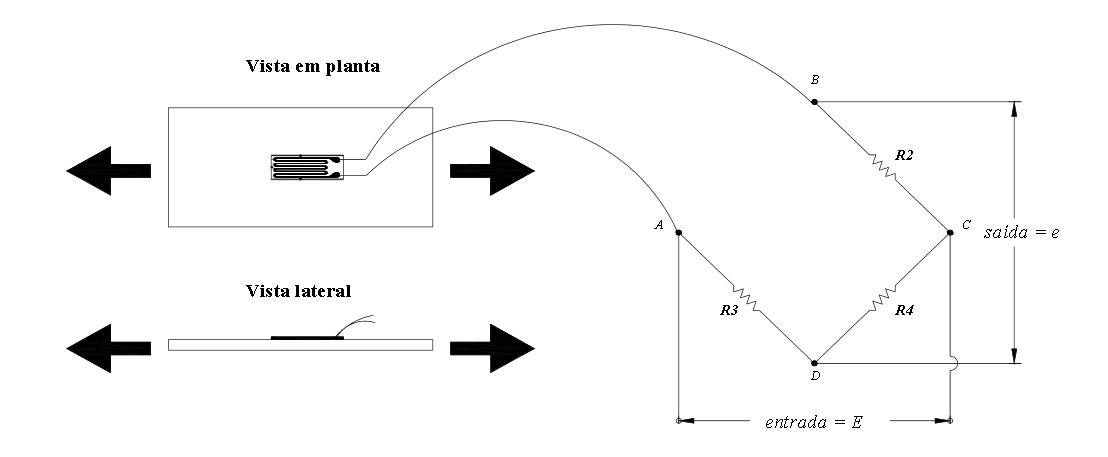 Vista em planta
B
R2
A
C
saída = e
Vista lateral
R3
R4
D
entrada = E